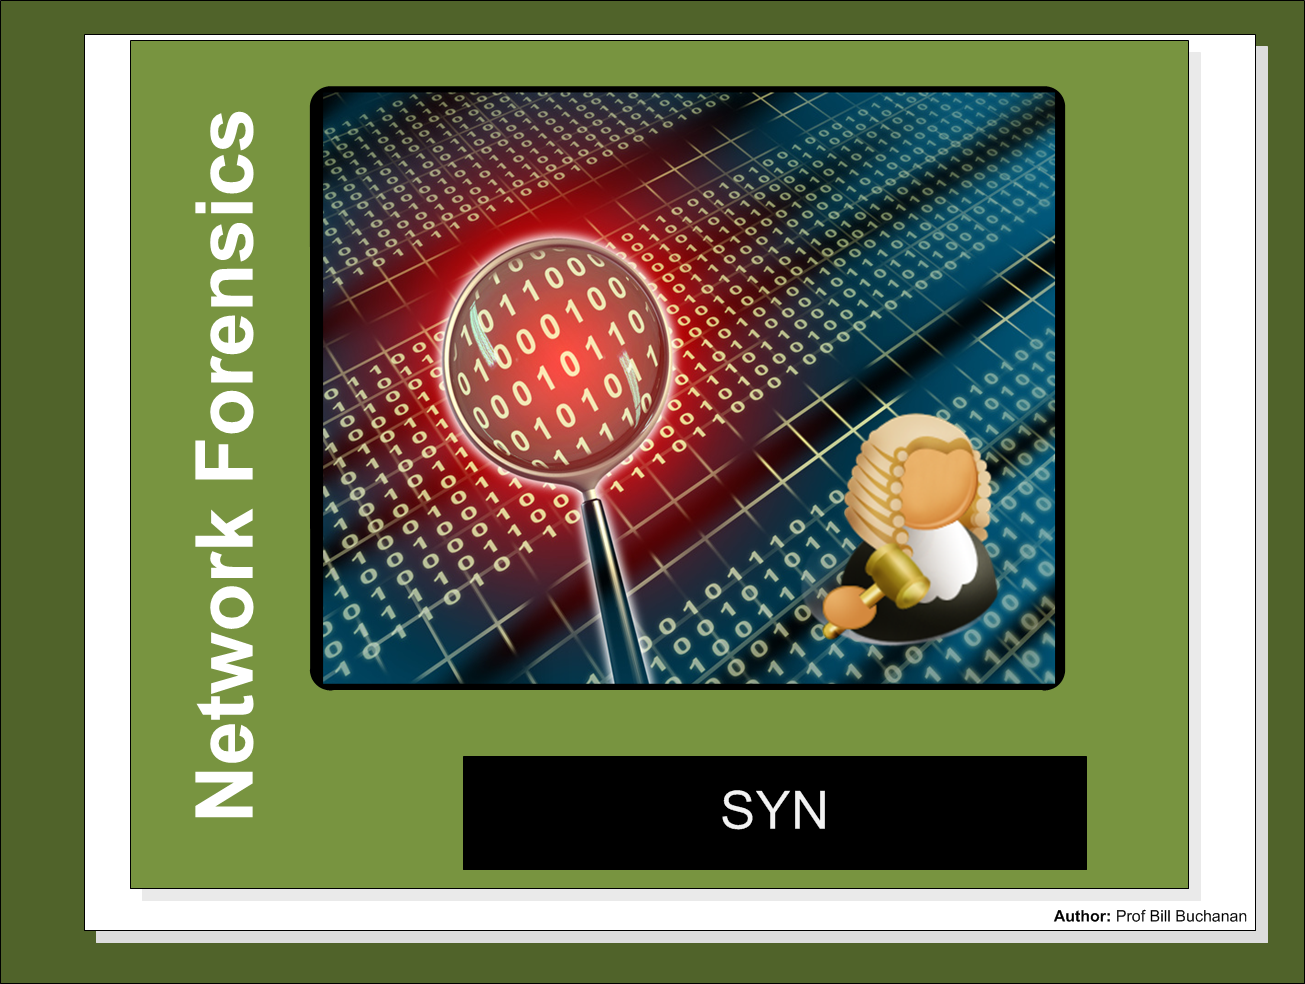 Network Forensics
SYN
Author: Prof Bill Buchanan